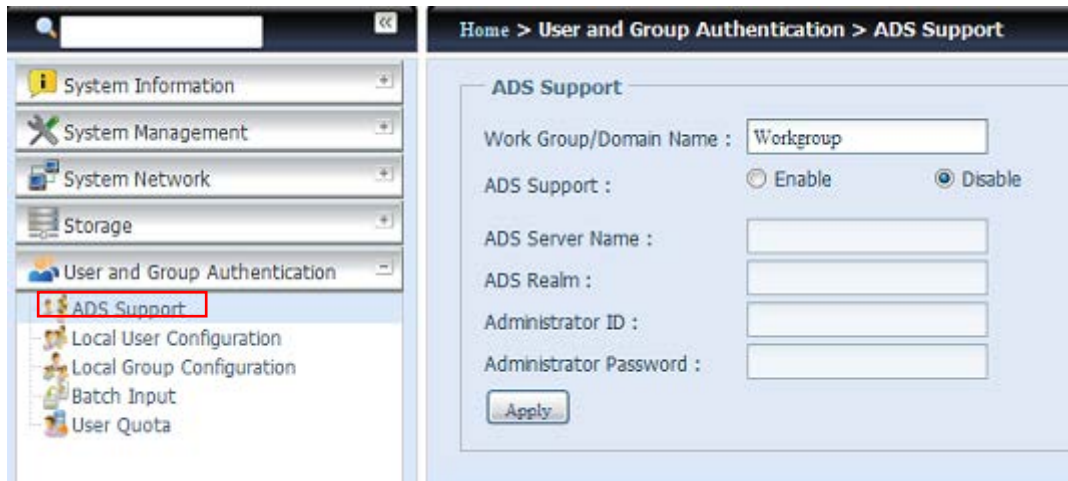 Home > User and Group Authentication > ADS Support
System Information
System Management
System Network
Storage
User and Group Authentication
ADS Support
Local User Configuration
Local Group Configuration
Batch Input
User Quota
ADS Support
Work Group/Domain Name : Workgroup
ADS Support : Enable Disable
ADS Server Name :
ADS Realm :
Administrator ID :
Administrator Password :
Apply